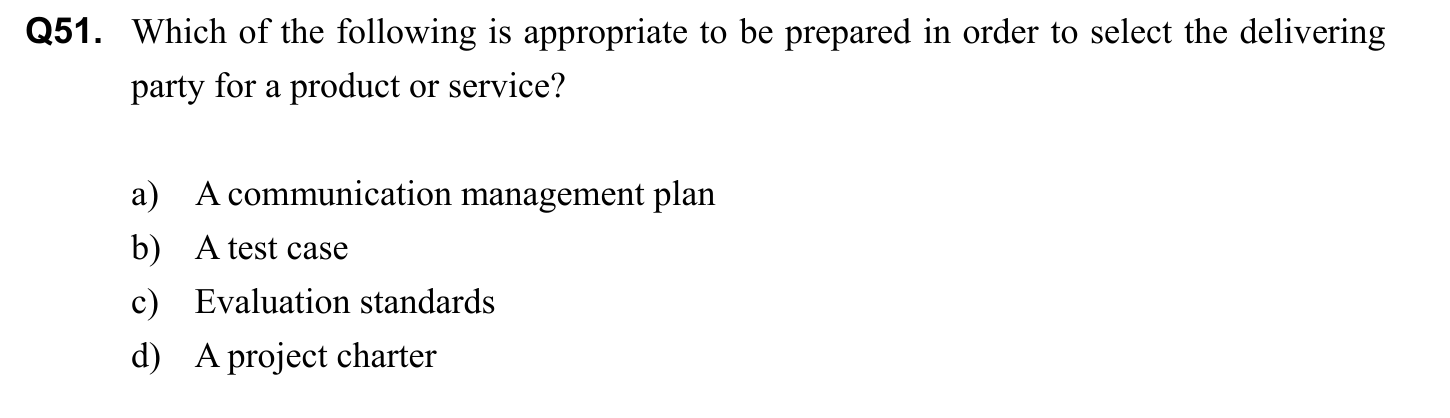 Q51. Which of the following is appropriate to be prepared in order to select the delivering
party for a product or service?
a) A communication management plan
b) A test case
c) Evaluation standards
d) A project charter